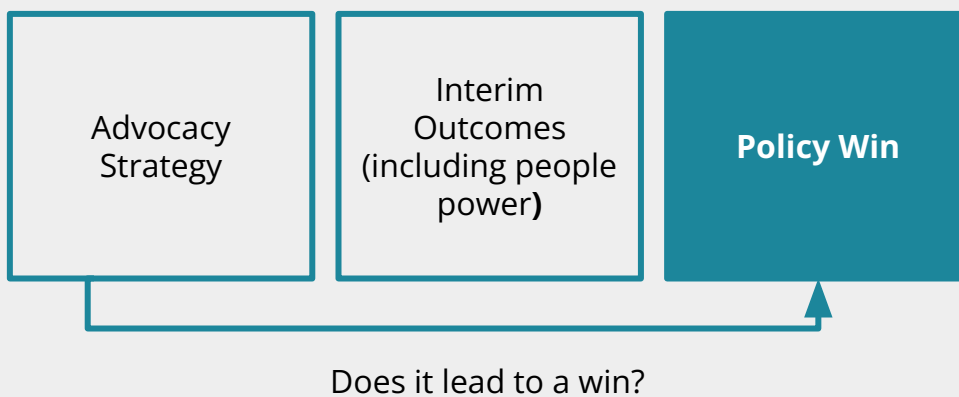 Advocacy
Strategy
Interim
Outcomes
(including people
power)
Policy Win
Does it lead to a win?